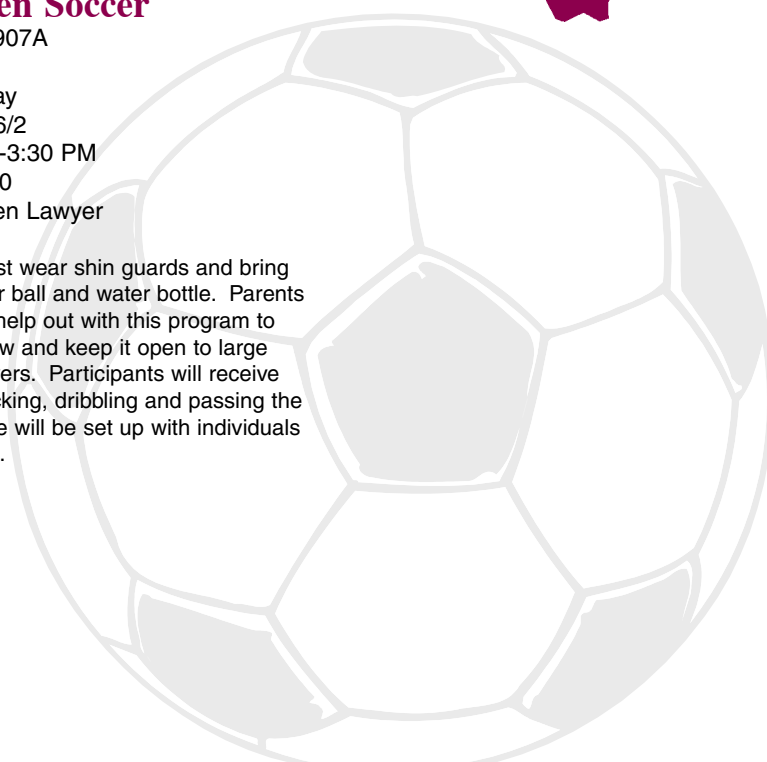 en Soccer
907A
ay
6/2
-3:30 PM
0
en Lawyer
st wear shin guards and bring
r ball and water bottle.  Parents
help out with this program to
w and keep it open to large
ers.  Participants will receive
cking, dribbling and passing the
e will be set up with individuals
.